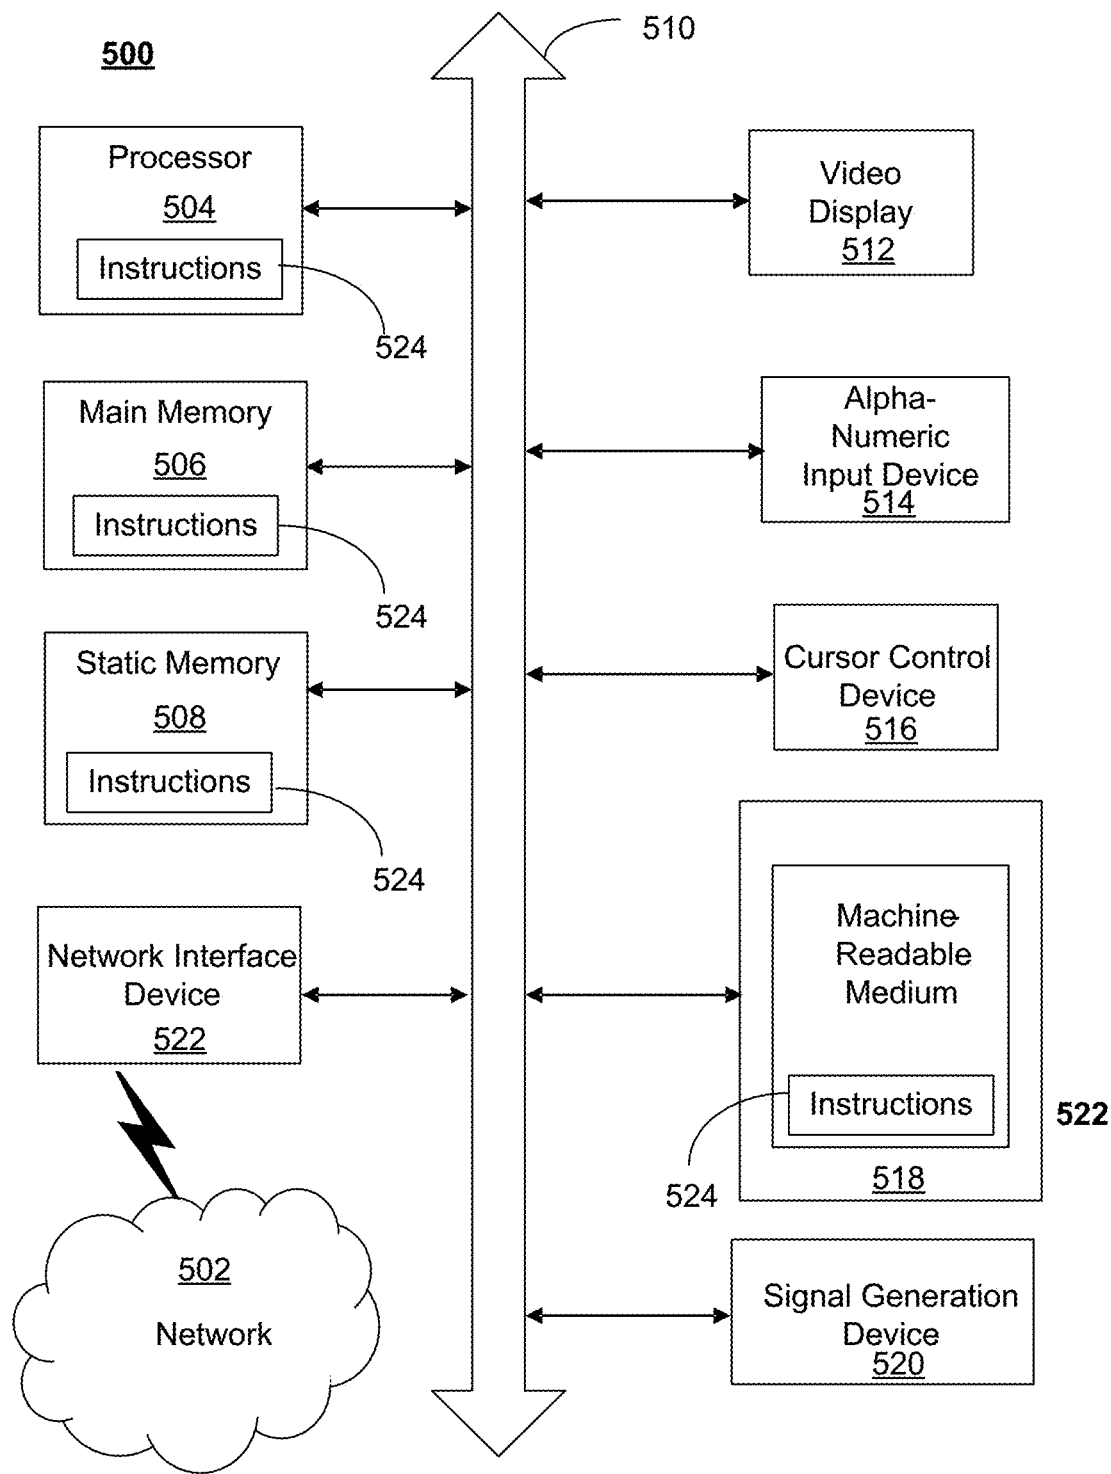 500
510
Processor
504
Instructions
524
Main Memory
506
Instructions
524
Static Memory
508
Instructions
524
Network Interface
Device
522
502
Network
Video
Display
512
Alpha-
Numeric
Input Device
514
Cursor Control
Device
516
Machine-
Readable
Medium
Instructions
524
518
522
Signal Generation
Device
520